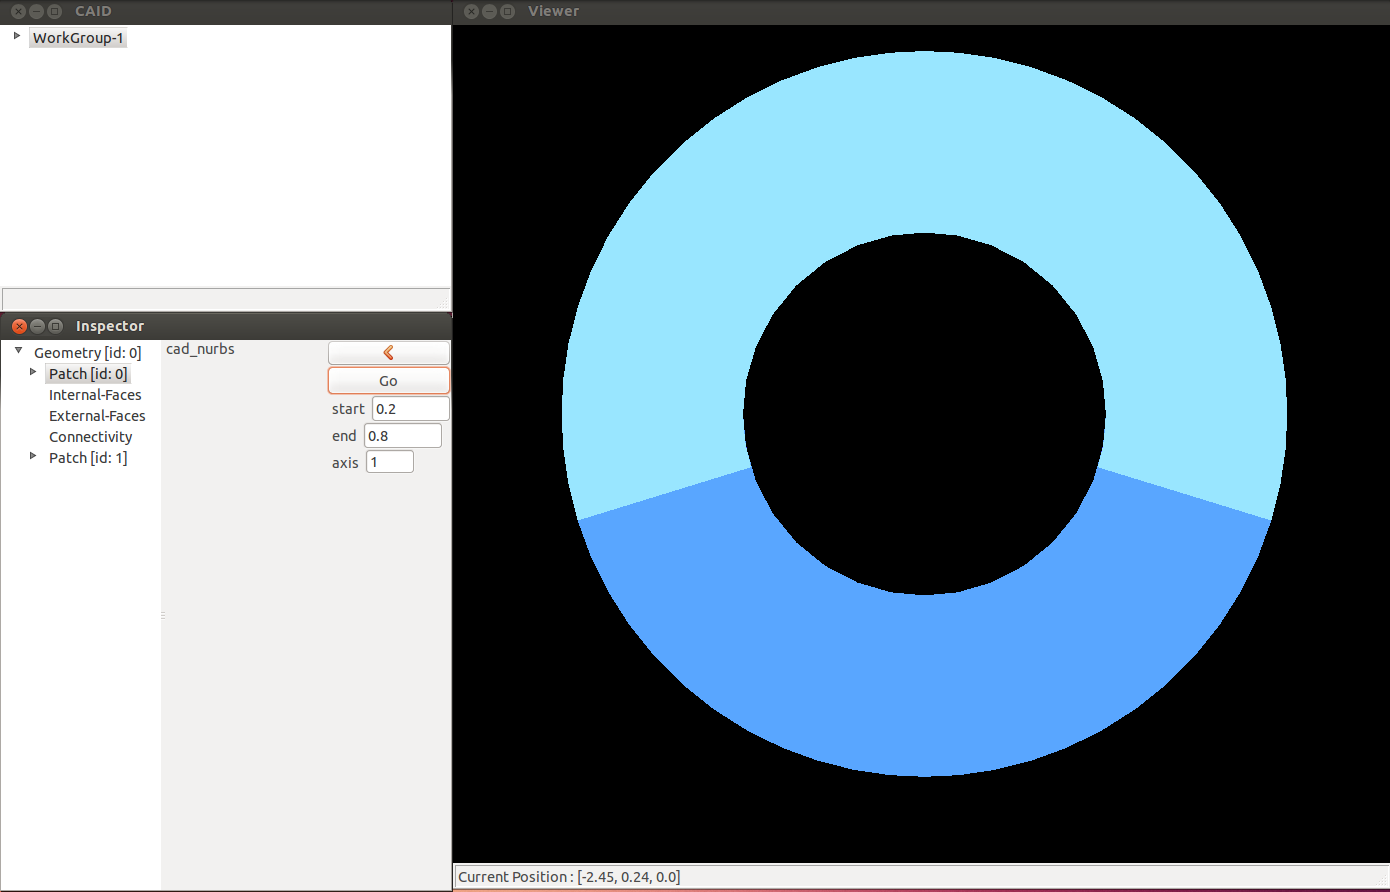 CAID
WorkGroup-1
Inspector
Geometry [id: 0]
Patch [id: 0]
Internal-Faces
External-Faces
Connectivity
Patch [id: 1]
cad_nurbs
Go
start 0.2
end 0.8
axis 1
Viewer
Current Position : [-2.45, 0.24, 0.0]